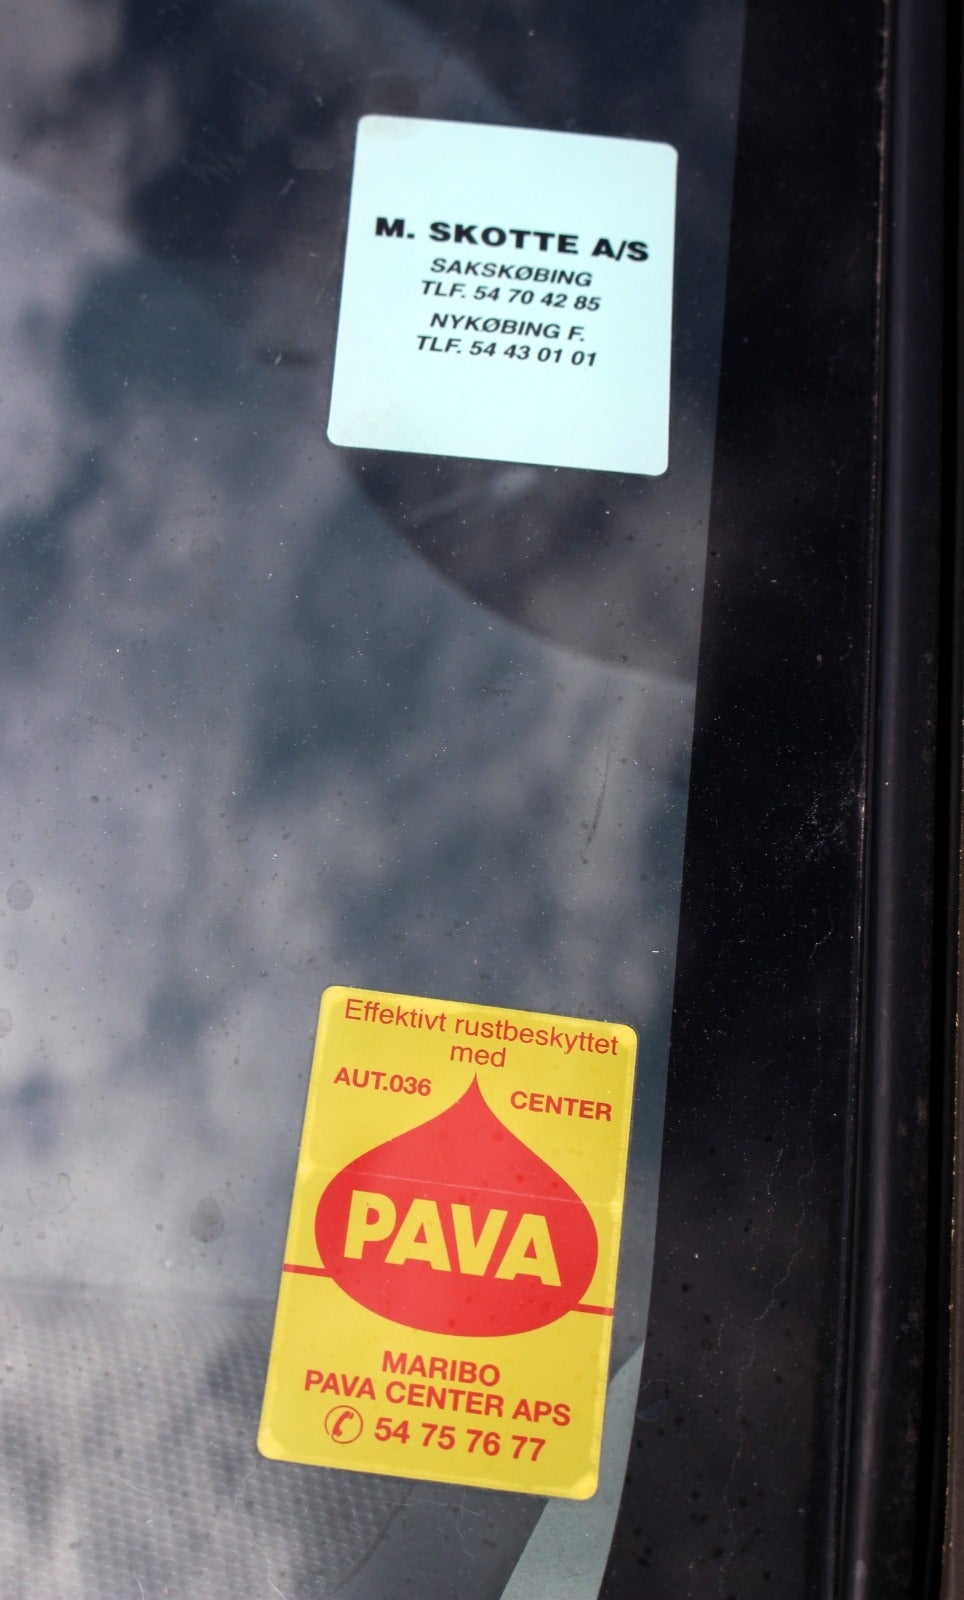 M. SKOTTE A/S
SAKSKØBING
TLF. 54 70 42 85
NYKØBING F.
TLF. 54 43 01 01
Effektivt rustbeskyttet
med
AUT.036 CENTER
PAVA
MARIBO
PAVA CENTER APS
54 75 76 77